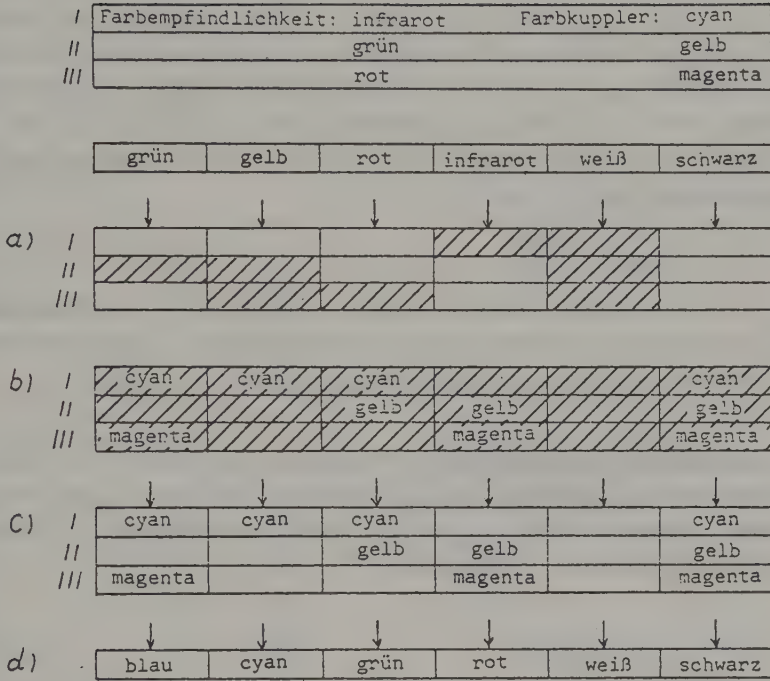 I Farbempfindlichkeit: infrarot Farbkuppler: cyan
II grün gelb
III rot magenta
grün gelb rot infrarot weiß schwarz
a) I
II
III
b) I cyan cyan cyan cyan
II gelb gelb gelb
III magenta magenta magenta
c) I cyan cyan cyan cyan
II gelb gelb gelb
III magenta magenta magenta
d) blau cyan grün rot weiß schwarz